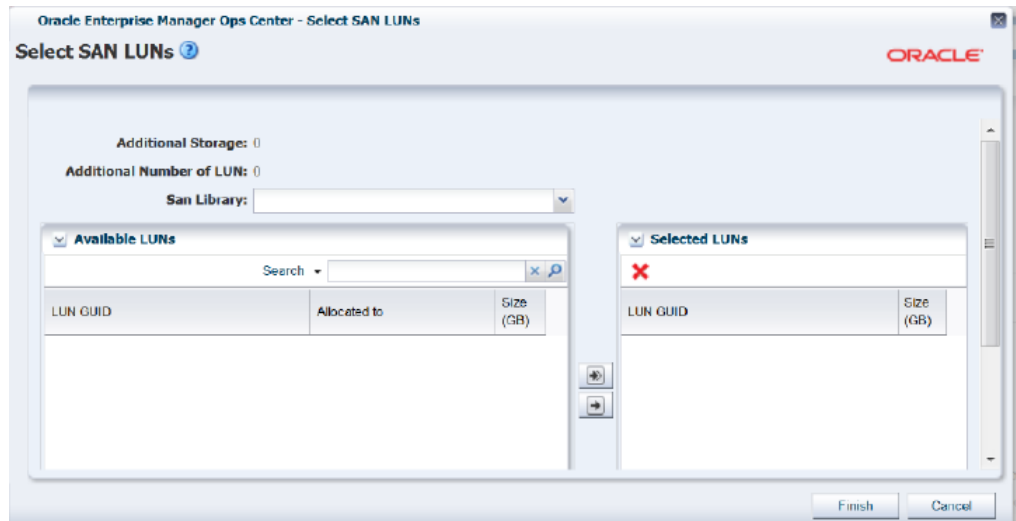 Oracle Enterprise Manager Ops Center - Select SAN LUNs
Select SAN LUNs ?
ORACLE
Additional Storage: 0
Additional Number of LUN: 0
San Library:
Available LUNs
Search
LUN GUID Allocated to Size (GB)
Selected LUNs
LUN GUID Size (GB)
Finish Cancel